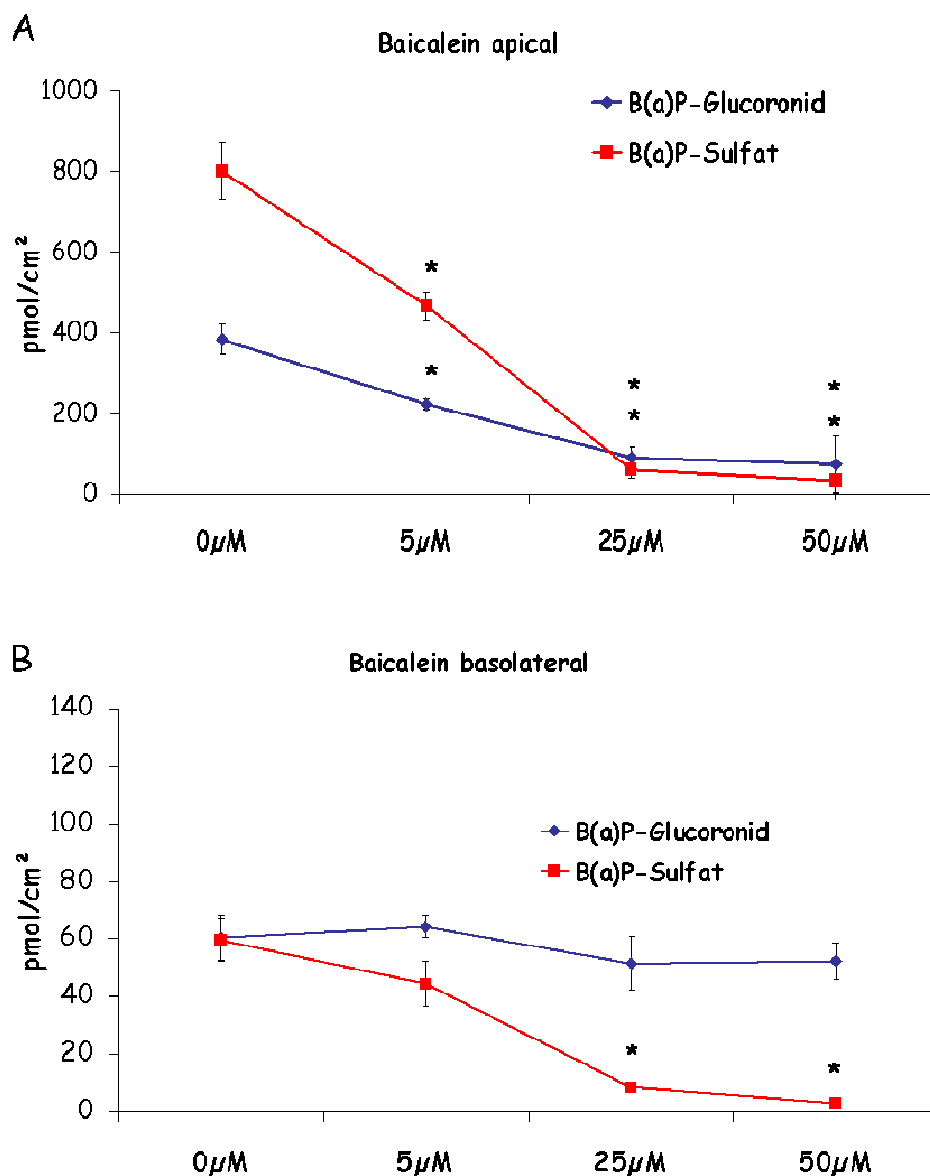 A
Baicalein apical
1000
800
600
400
200
0
pmol/cm²
B(a)P-Glucoronid
B(a)P-Sulfat
*
*
*
*
*
*
0µM 5µM 25µM 50µM
B
Baicalein basolateral
140
120
100
80
60
40
20
0
pmol/cm²
B(a)P-Glucoronid
B(a)P-Sulfat
*
*
0µM 5µM 25µM 50µM